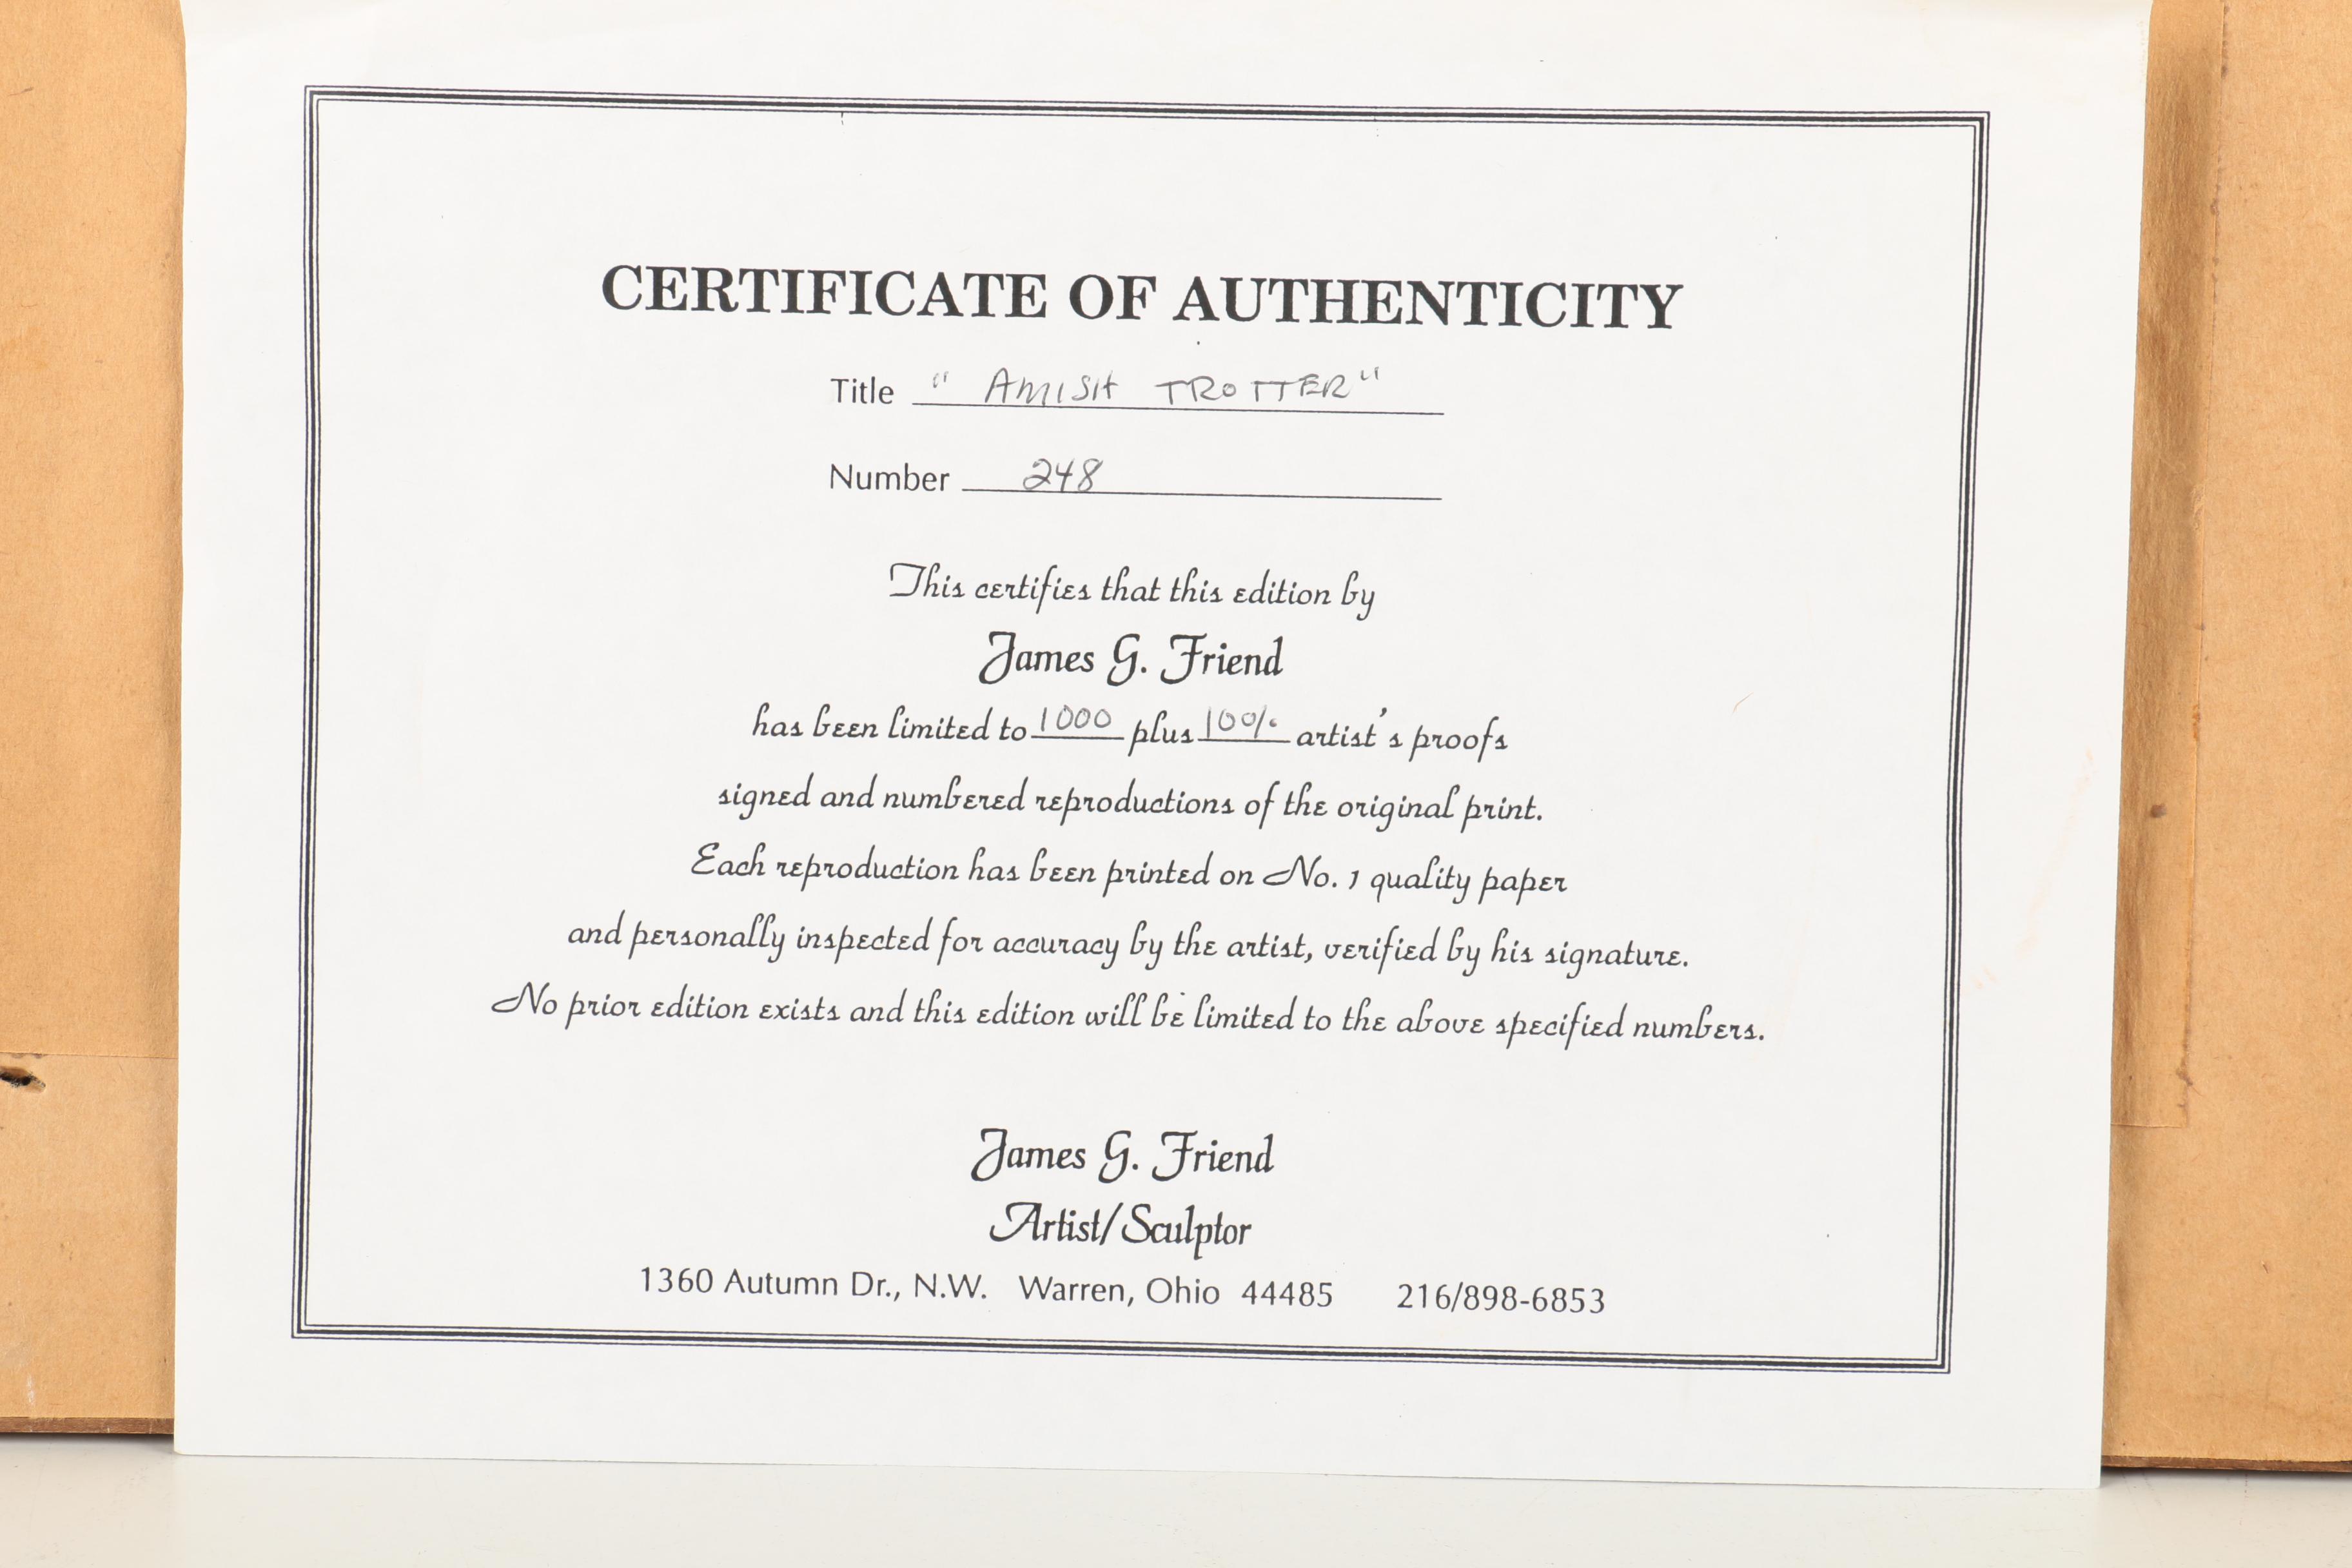 CERTIFICATE OF AUTHENTICITY
Title " AMISH TROTTER"
Number 248
This certifies that this edition by
James G. Friend
has been limited to 1000 plus 10% artist's proofs
signed and numbered reproductions of the original print.
Each reproduction has been printed on No. 1 quality paper
and personally inspected for accuracy by the artist, verified by his signature.
No prior edition exists and this edition will be limited to the above specified numbers.
James G. Friend
Artist/Sculptor
1360 Autumn Dr., N.W. Warren, Ohio 44485 216/898-6853